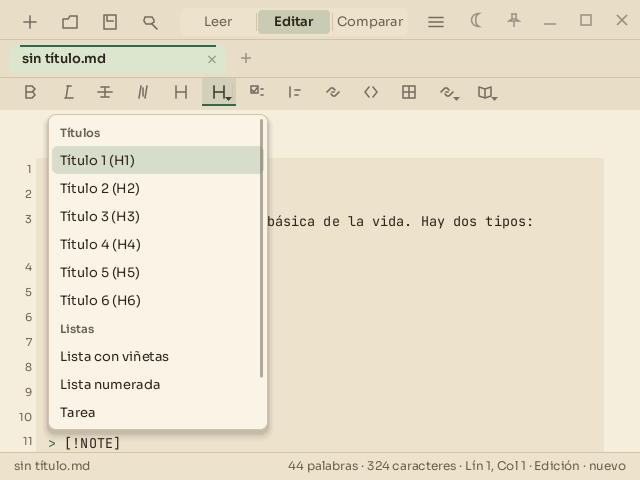 Leer
Editar
Comparar
sin título.md
Títulos
Título 1 (H1)
Título 2 (H2)
Título 3 (H3)
Título 4 (H4)
Título 5 (H5)
Título 6 (H6)
Listas
Lista con viñetas
Lista numerada
Tarea
1
2
3
básica de la vida. Hay dos tipos:
4
5
6
7
8
9
10
11
> [!NOTE]
sin título.md
44 palabras · 324 caracteres · Lín 1, Col 1 · Edición · nuevo